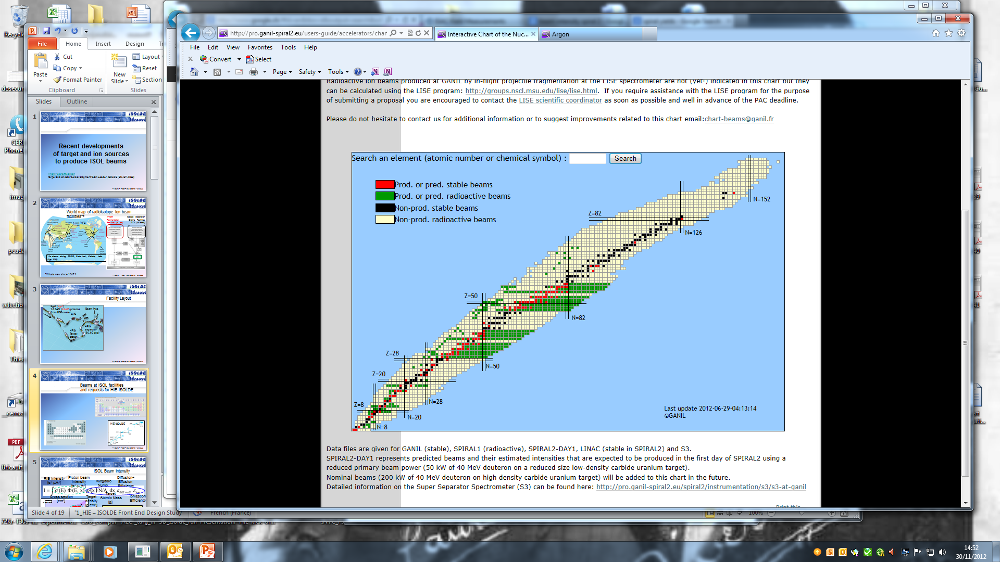 http://pro.ganil-spiral2.eu/users-guide/accelerators/char
Interactive Chart of the Nuc...
Argon
File Edit View Favorites Tools Help
Convert Select
Page Safety Tools
File Home Insert Design
Paste
Cut
Copy
Format Painter
Clipboard
New Slide
Layout
Reset
Section
Slides
Slides Outline
1
Recent developments
of target and ion sources
to produce ISOL beams
2
World map of radioisotope ion beam
facilities
*What's new since 2007 ?
3
Facility Layout
4
Beams at ISOL facilities
and requests for HIE-ISOLDE
HIE-ISOLDE
5
ISOL Beam Intensity
Slide 4 of 19
"1_HIE – ISOLDE Front End Design Study"
French (France)
100%
Radioactive ion beams produced at GANIL by in-flight projectile fragmentation at the LISE spectrometer are not (yet!) indicated in this chart but they
can be calculated using the LISE program: http://groups.nscl.msu.edu/lise/lise.html. If you require assistance with the LISE program for the purpose
of submitting a proposal you are encouraged to contact the LISE scientific coordinator as soon as possible and well in advance of the PAC deadline.
Please do not hesitate to contact us for additional information or to suggest improvements related to this chart email:chart-beams@ganil.fr
Search an element (atomic number or chemical symbol) : Search
Prod. or pred. stable beams
Prod. or pred. radioactive beams
Non-prod. stable beams
Non-prod. radioactive beams
N=152
Z=82
N=126
Z=50
N=82
Z=28
N=50
Z=20
N=28
Z=8
N=20
N=8
Last update 2012-06-29-04:13:14
©GANIL
Data files are given for GANIL (stable), SPIRAL1 (radioactive), SPIRAL2-DAY1, LINAC (stable in SPIRAL2) and S3.
SPIRAL2-DAY1 represents predicted beams and their estimated intensities that are expected to be produced in the first day of SPIRAL2 using a
reduced primary beam power (50 kW of 40 MeV deuteron on a reduced size low-density carbide uranium target).
Nominal beams (200 kW of 40 MeV deuteron on high density carbide uranium target) will be added to this chart in the future.
Detailed information on the Super Separator Spectrometer (S3) can be found here: http://pro.ganil-spiral2.eu/spiral2/instrumentation/s3/s3-at-ganil
Print this
14:52
30/11/2012